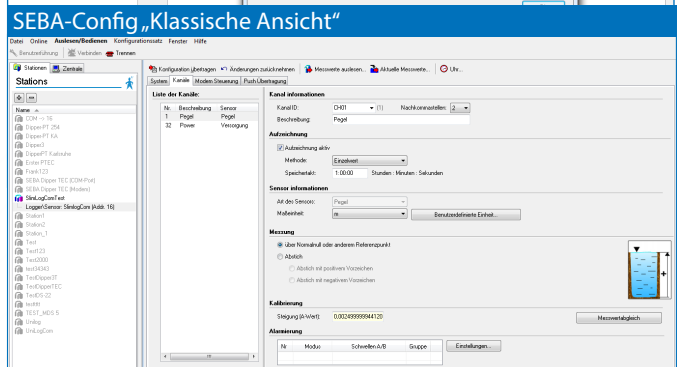 SEBA-Config „Klassische Ansicht“
Datei Online Auslesen/Bedienen Konfigurationssatz Fenster Hilfe
Benutzerführung Verbinden Trennen
Stationen Zentrale
Konfiguration übertragen Änderungen zurücknehmen Messwerte auslesen... Aktuelle Messwerte... Uhr...
Stations
System Kanäle Modem Steuerung Push Übertragung
Name
COM -> 16
Dipper-PT 254
Dipper-PT KA
Dipper3
DipperPT Karlsruhe
Erster PTEC
Frank123
SEBA Dipper TEC (COM-Port)
SEBA Dipper TEC (Modem)
SlimLogComTest
Logger\Sensor: SlimlogCom (Addr. 16)
Station1
Station2
Station_1
Test
Test123
Test2000
test34343
TestDipper3T
TestDipperTEC
TestDS-22
testttt
TEST_MDS 5
Unilog
UniLogCom
Liste der Kanäle:
Nr. Beschreibung Sensor
1 Pegel Pegel
32 Power Versorgung
Kanal informationen
Kanal ID: CH01 (1) Nachkommastellen: 2
Beschreibung: Pegel
Aufzeichnung
Aufzeichnung aktiv
Methode: Einzelwert
Speichertakt: 1:00:00 Stunden : Minuten : Sekunden
Sensor informationen
Art des Sensors: Pegel
Maßeinheit: m Benutzerdefinierte Einheit...
Messung
über Normalnull oder anderem Referenzpunkt
Abstich
Abstich mit positivem Vorzeichen
Abstich mit negativem Vorzeichen
Kalibrierung
Steigung (A-Wert): 0,002499999944120 Messwertabgleich
Alarmierung
Nr Modus Schwellen A/B Gruppe Einstellungen...